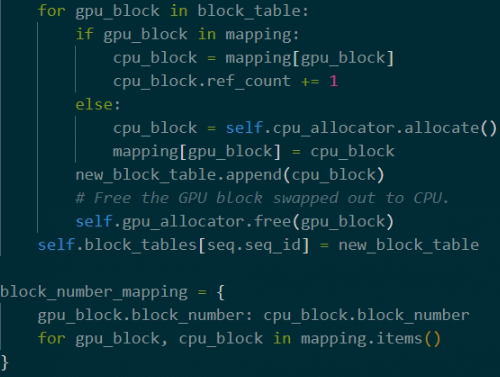 for gpu_block in block_table:
if gpu_block in mapping:
cpu_block = mapping[gpu_block]
cpu_block.ref_count += 1
else:
cpu_block = self.cpu_allocator.allocate()
mapping[gpu_block] = cpu_block
new_block_table.append(cpu_block)
# Free the GPU block swapped out to CPU.
self.gpu_allocator.free(gpu_block)
self.block_tables[seq.seq_id] = new_block_table
block_number_mapping = {
gpu_block.block_number: cpu_block.block_number
for gpu_block, cpu_block in mapping.items()
}